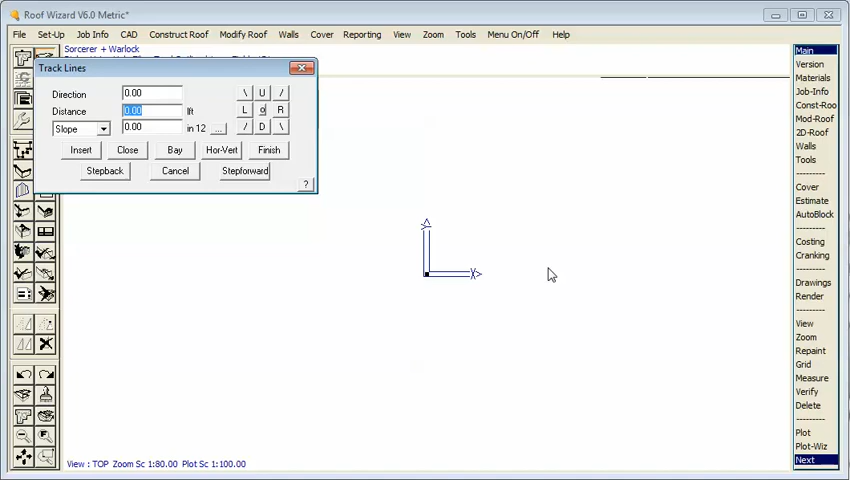 Roof Wizard V6.0 Metric*
File Set-Up Job Info CAD Construct Roof Modify Roof Walls Cover Reporting View Zoom Tools Menu On/Off Help
Sorcerer + Warlock
Track Lines
Direction 0.00 \ U /
Distance 0.00 lft L o R
Slope 0.00 in 12 ... / D \
Insert Close Bay Hor-Vert Finish
Stepback Cancel Stepforward
?
Y
X
View : TOP Zoom Sc 1:80.00 Plot Sc 1:100.00
Main
Version
Materials
Job-Info
Const-Roo
Mod-Roof
2D-Roof
Walls
Tools
---------
Cover
Estimate
AutoBlock
---------
Costing
Cranking
---------
Drawings
Render
---------
View
Zoom
Repaint
Grid
Measure
Verify
Delete
---------
Plot
Plot-Wiz
Next